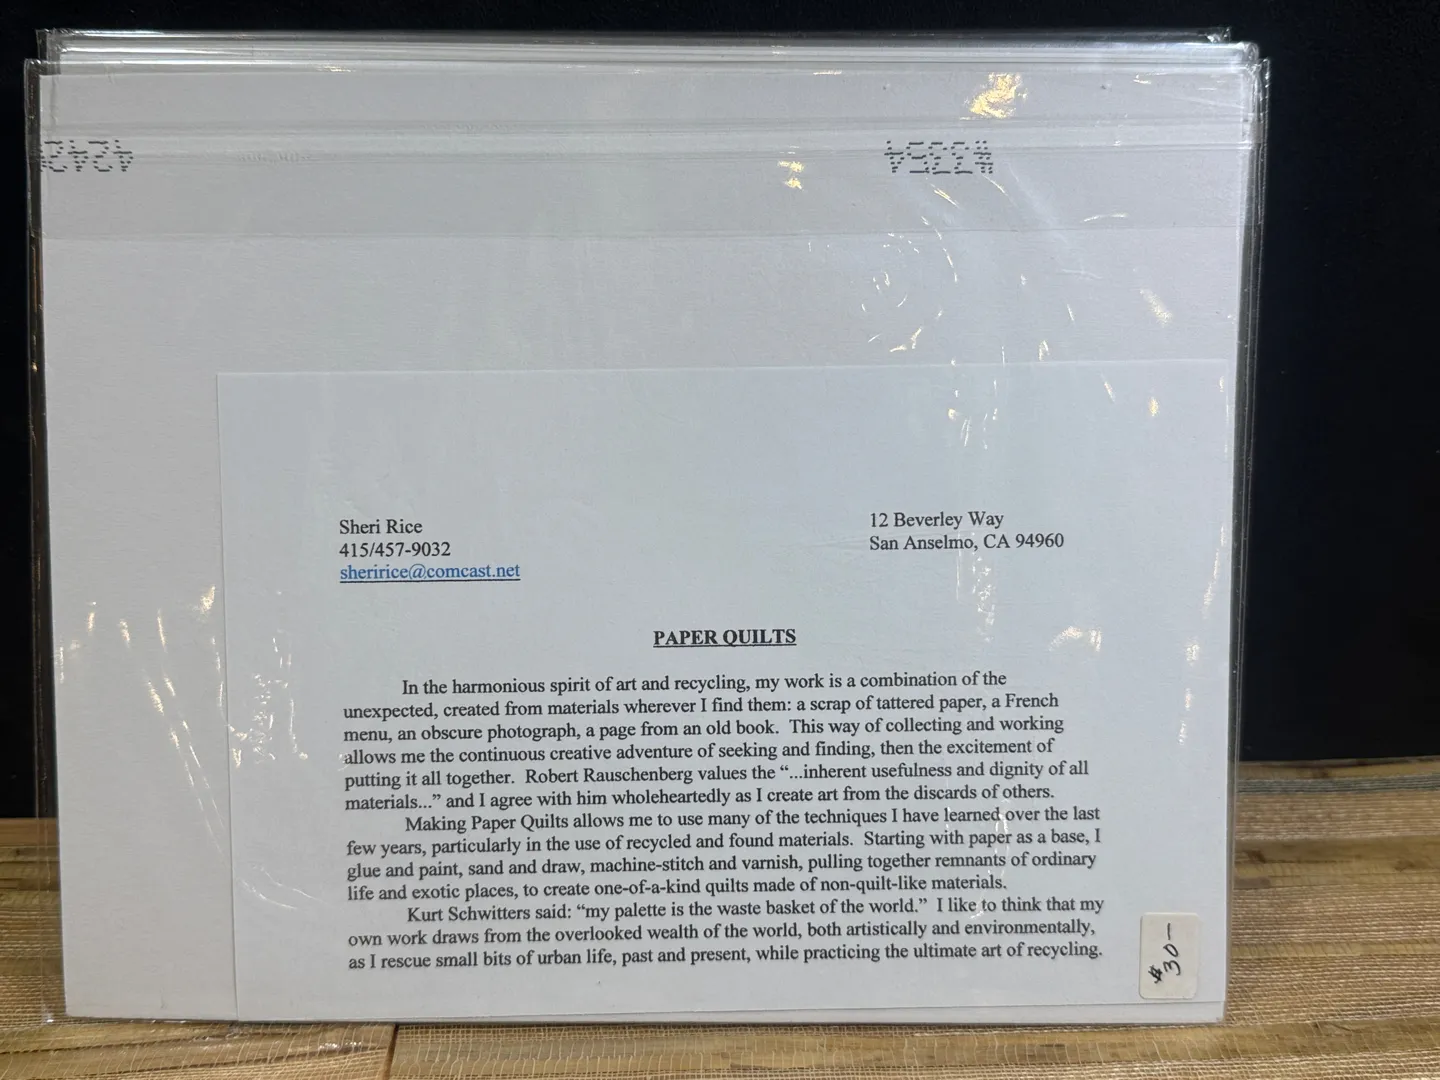 Sheri Rice
415/457-9032
sheririce@comcast.net
12 Beverley Way
San Anselmo, CA 94960
PAPER QUILTS
In the harmonious spirit of art and recycling, my work is a combination of the
unexpected, created from materials wherever I find them: a scrap of tattered paper, a French
menu, an obscure photograph, a page from an old book.  This way of collecting and working
allows me the continuous creative adventure of seeking and finding, then the excitement of
putting it all together.  Robert Rauschenberg values the “...inherent usefulness and dignity of all
materials...” and I agree with him wholeheartedly as I create art from the discards of others.
Making Paper Quilts allows me to use many of the techniques I have learned over the last
few years, particularly in the use of recycled and found materials.  Starting with paper as a base, I
glue and paint, sand and draw, machine-stitch and varnish, pulling together remnants of ordinary
life and exotic places, to create one-of-a-kind quilts made of non-quilt-like materials.
Kurt Schwitters said: “my palette is the waste basket of the world.”  I like to think that my
own work draws from the overlooked wealth of the world, both artistically and environmentally,
as I rescue small bits of urban life, past and present, while practicing the ultimate art of recycling.
$30-